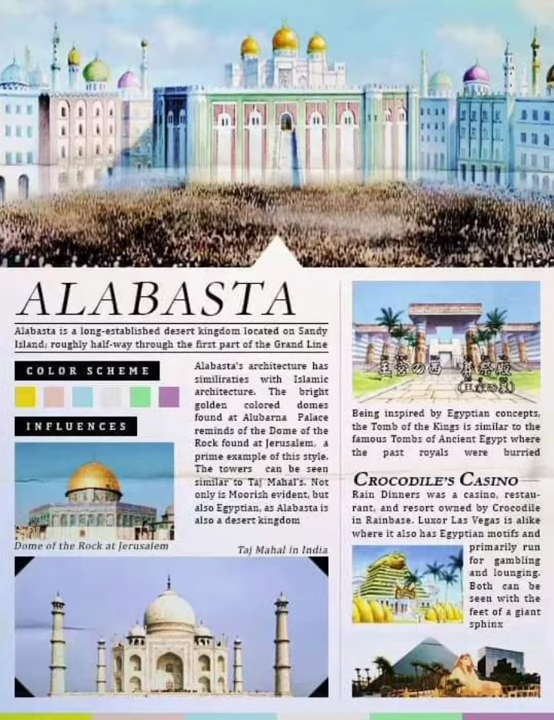 ALABASTA
Alabasta is a long-established desert kingdom located on Sandy
Island; roughly half-way through the first part of the Grand Line
COLOR SCHEME
INFLUENCES
Dome of the Rock at Jerusalem
Alabasta's architecture has
similiraties with Islamic
architecture. The bright
golden colored domes
found at Alubarna Palace
reminds of the Dome of the
Rock found at Jerusalem, a
prime example of this style.
The towers can be seen
similar to Taj Mahal's. Not
only is Moorish evident, but
also Egyptian, as Alabasta is
also a desert kingdom
Taj Mahal in India
王宮の西 葬祭殿
Being inspired by Egyptian concepts,
the Tomb of the Kings is similar to the
famous Tombs of Ancient Egypt where
the past royals were burried
CROCODILE'S CASINO
Rain Dinners was a casino, restau-
rant, and resort owned by Crocodile
in Rainbase. Luxor Las Vegas is alike
where it also has Egyptian motifs and
primarily run
for gambling
and lounging.
Both can be
seen with the
feet of a giant
sphinx